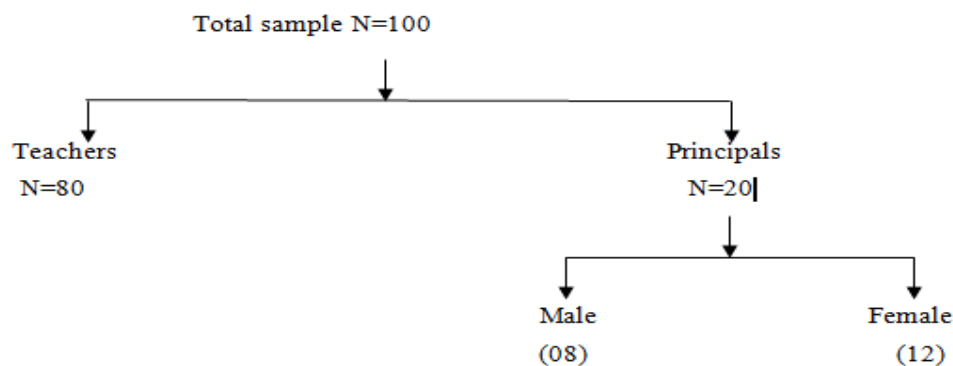 Total sample N=100
Teachers
N=80
Principals
N=20
Male
(08)
Female
(12)